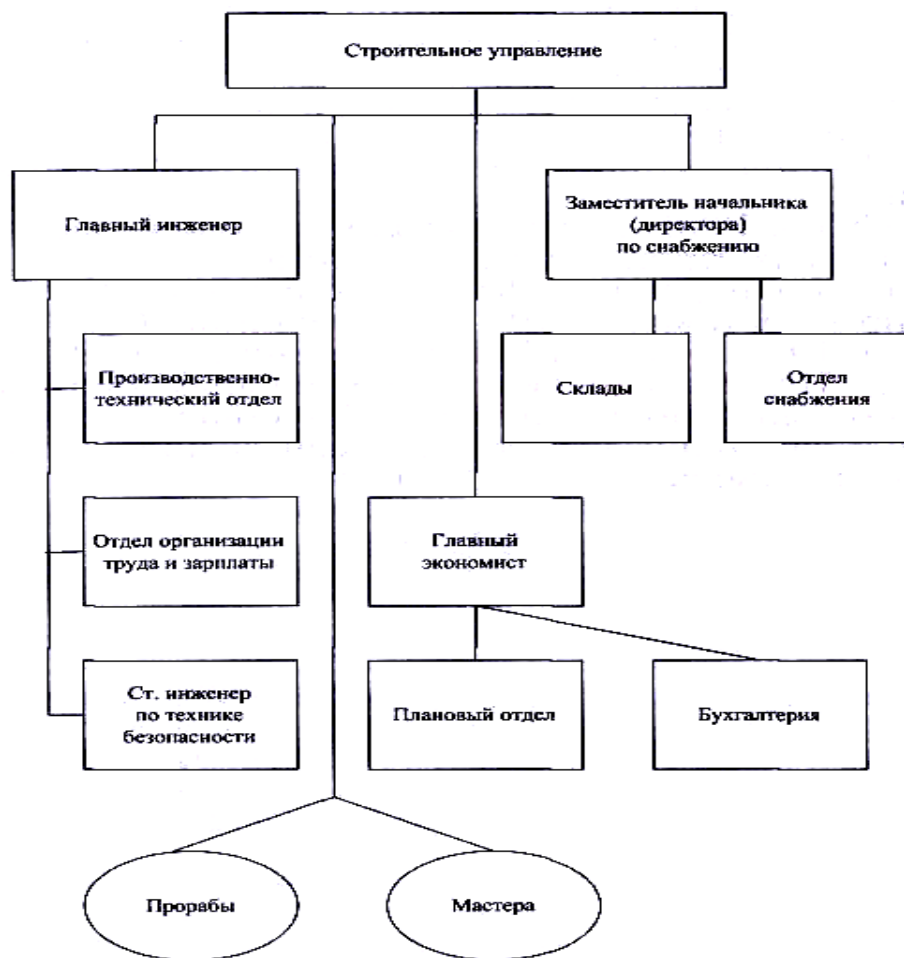 Строительное управление
Главный инженер
Заместитель начальника
(директора)
по снабжению
Производственно-
технический отдел
Склады
Отдел
снабжения
Отдел организации
труда и зарплаты
Главный
экономист
Ст. инженер
по технике
безопасности
Плановый отдел
Бухгалтерия
Прорабы
Мастера